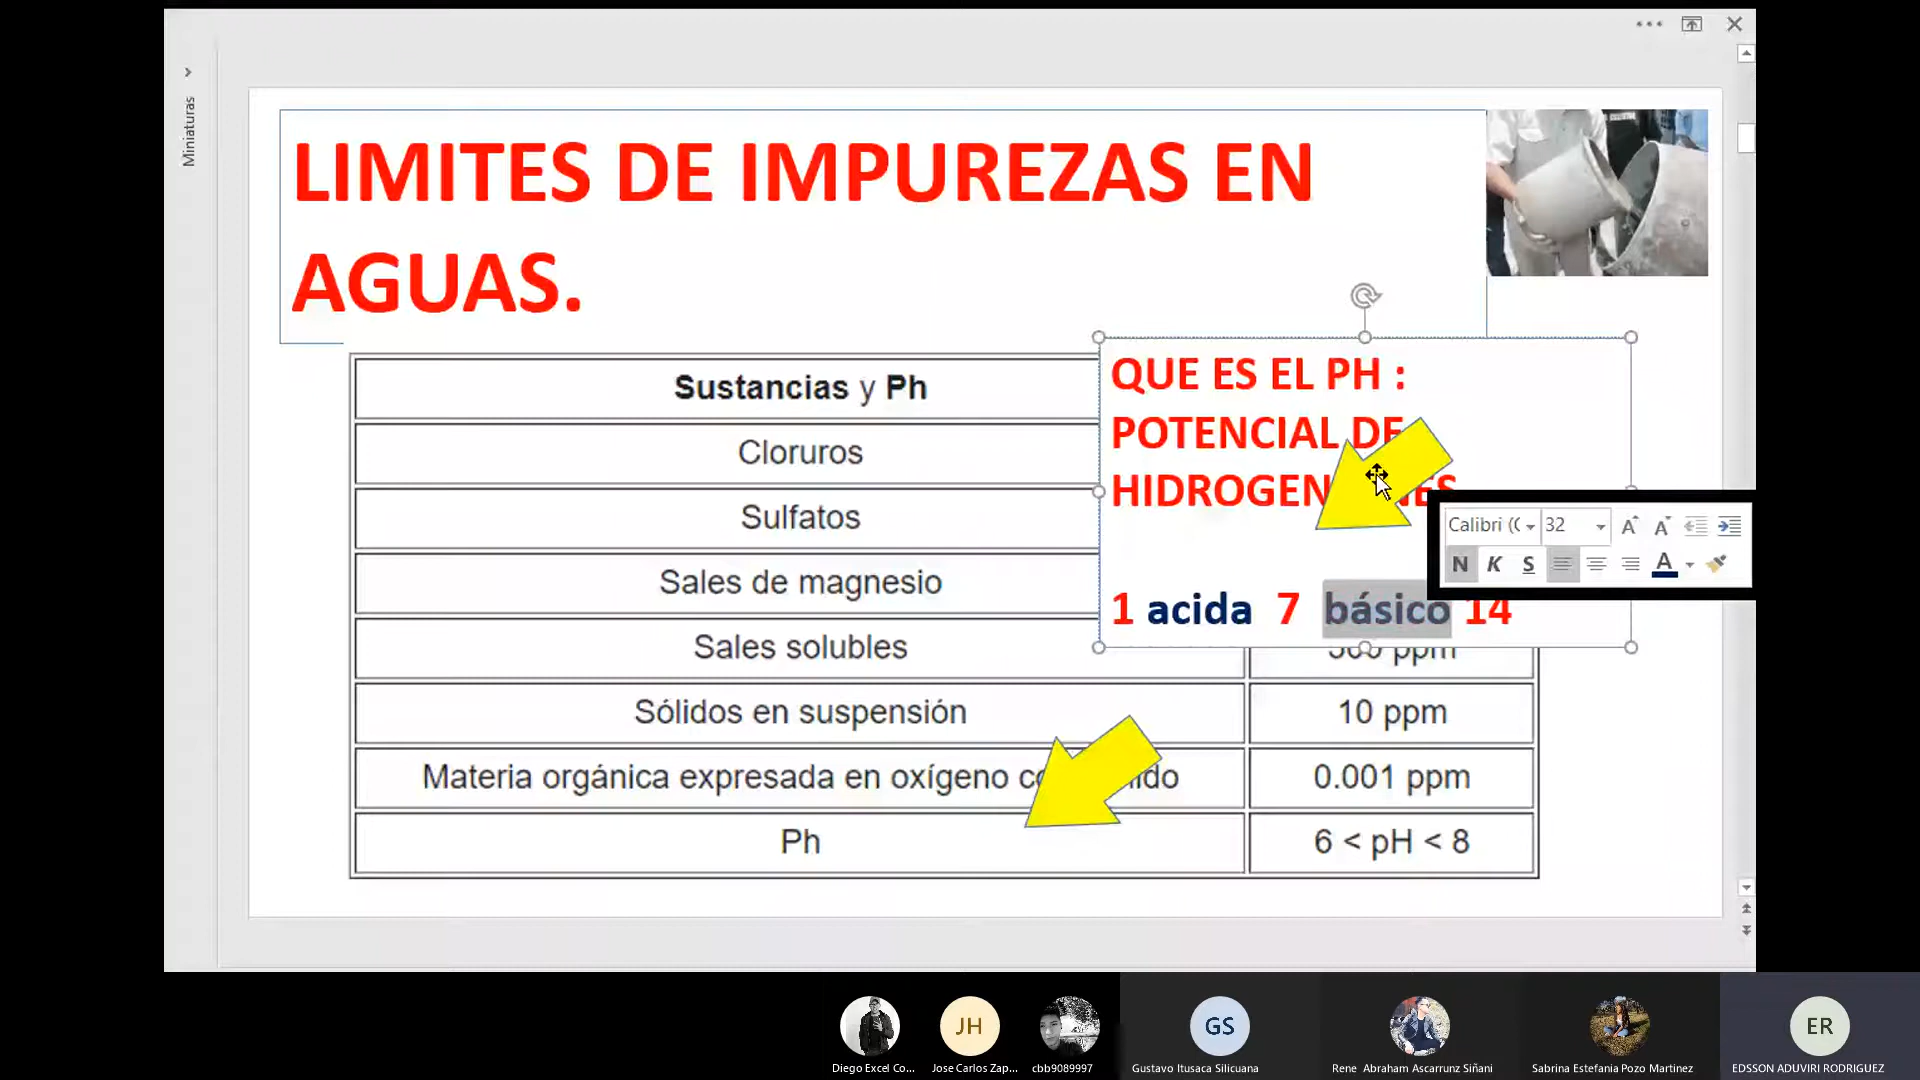 Miniaturas
LIMITES DE IMPUREZAS EN
AGUAS.
Sustancias y Ph
Cloruros
Sulfatos
Sales de magnesio
Sales solubles
Sólidos en suspensión
10 ppm
Materia orgánica expresada en oxígeno
0.001 ppm
Ph
6 < pH < 8
QUE ES EL PH :
POTENCIAL DE
1 acida 7 básico 14
Calibri (C
32
N K S
A
Diego Excel Co...
JH
Jose Carlos Zap...
cbb9089997
GS
Gustavo Itusaca Silicuana
Rene Abraham Ascarrunz Siñani
Sabrina Estefania Pozo Martinez
ER
EDSSON ADUVIRI RODRIGUEZ